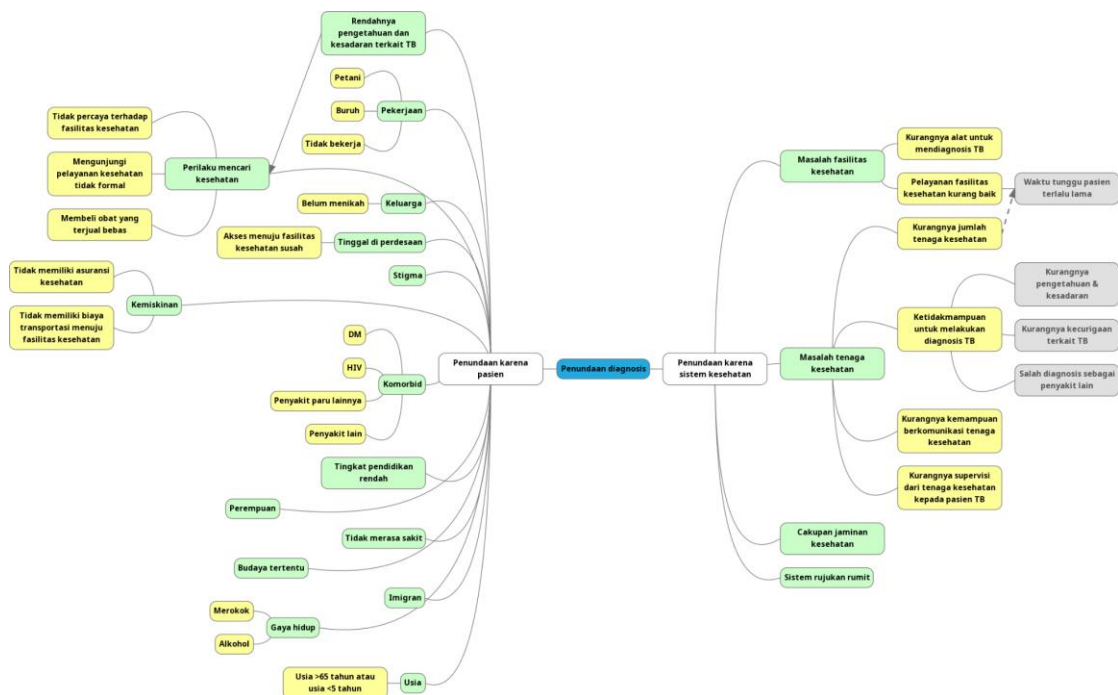 Rendahnya
pengetahuan dan
kesadaran terkait TB
Petani
Buruh
Tidak bekerja
Pekerjaan
Tidak percaya terhadap
fasilitas kesehatan
Mengunjungi
pelayanan kesehatan
tidak formal
Membeli obat yang
terjual bebas
Perilaku mencari
kesehatan
Belum menikah
Keluarga
Akses menuju fasilitas
kesehatan susah
Tinggal di perdesaan
Stigma
Tidak memiliki asuransi
kesehatan
Tidak memiliki biaya
transportasi menuju
fasilitas kesehatan
Kemiskinan
DM
HIV
Penyakit paru lainnya
Penyakit lain
Komorbid
Tingkat pendidikan
rendah
Perempuan
Tidak merasa sakit
Budaya tertentu
Imigran
Merokok
Alkohol
Gaya hidup
Usia >65 tahun atau
usia <5 tahun
Usia
Penundaan karena
pasien
Penundaan diagnosis
Penundaan karena
sistem kesehatan
Masalah fasilitas
kesehatan
Kurangnya alat untuk
mendiagnosis TB
Pelayanan fasilitas
kesehatan kurang baik
Waktu tunggu pasien
terlalu lama
Kurangnya jumlah
tenaga kesehatan
Masalah tenaga
kesehatan
Ketidakmampuan
untuk melakukan
diagnosis TB
Kurangnya
pengetahuan &
kesadaran
Kurangnya kecurigaan
terkait TB
Salah diagnosis sebagai
penyakit lain
Kurangnya kemampuan
berkomunikasi tenaga
kesehatan
Kurangnya supervisi
dari tenaga kesehatan
kepada pasien TB
Cakupan jaminan
kesehatan
Sistem rujukan rumit